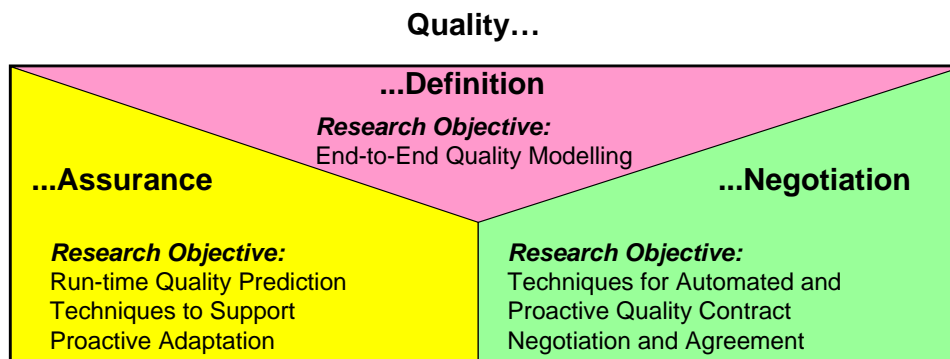 Quality…
...Definition
Research Objective:
End-to-End Quality Modelling
...Assurance
Research Objective:
Run-time Quality Prediction
Techniques to Support
Proactive Adaptation
...Negotiation
Research Objective:
Techniques for Automated and
Proactive Quality Contract
Negotiation and Agreement